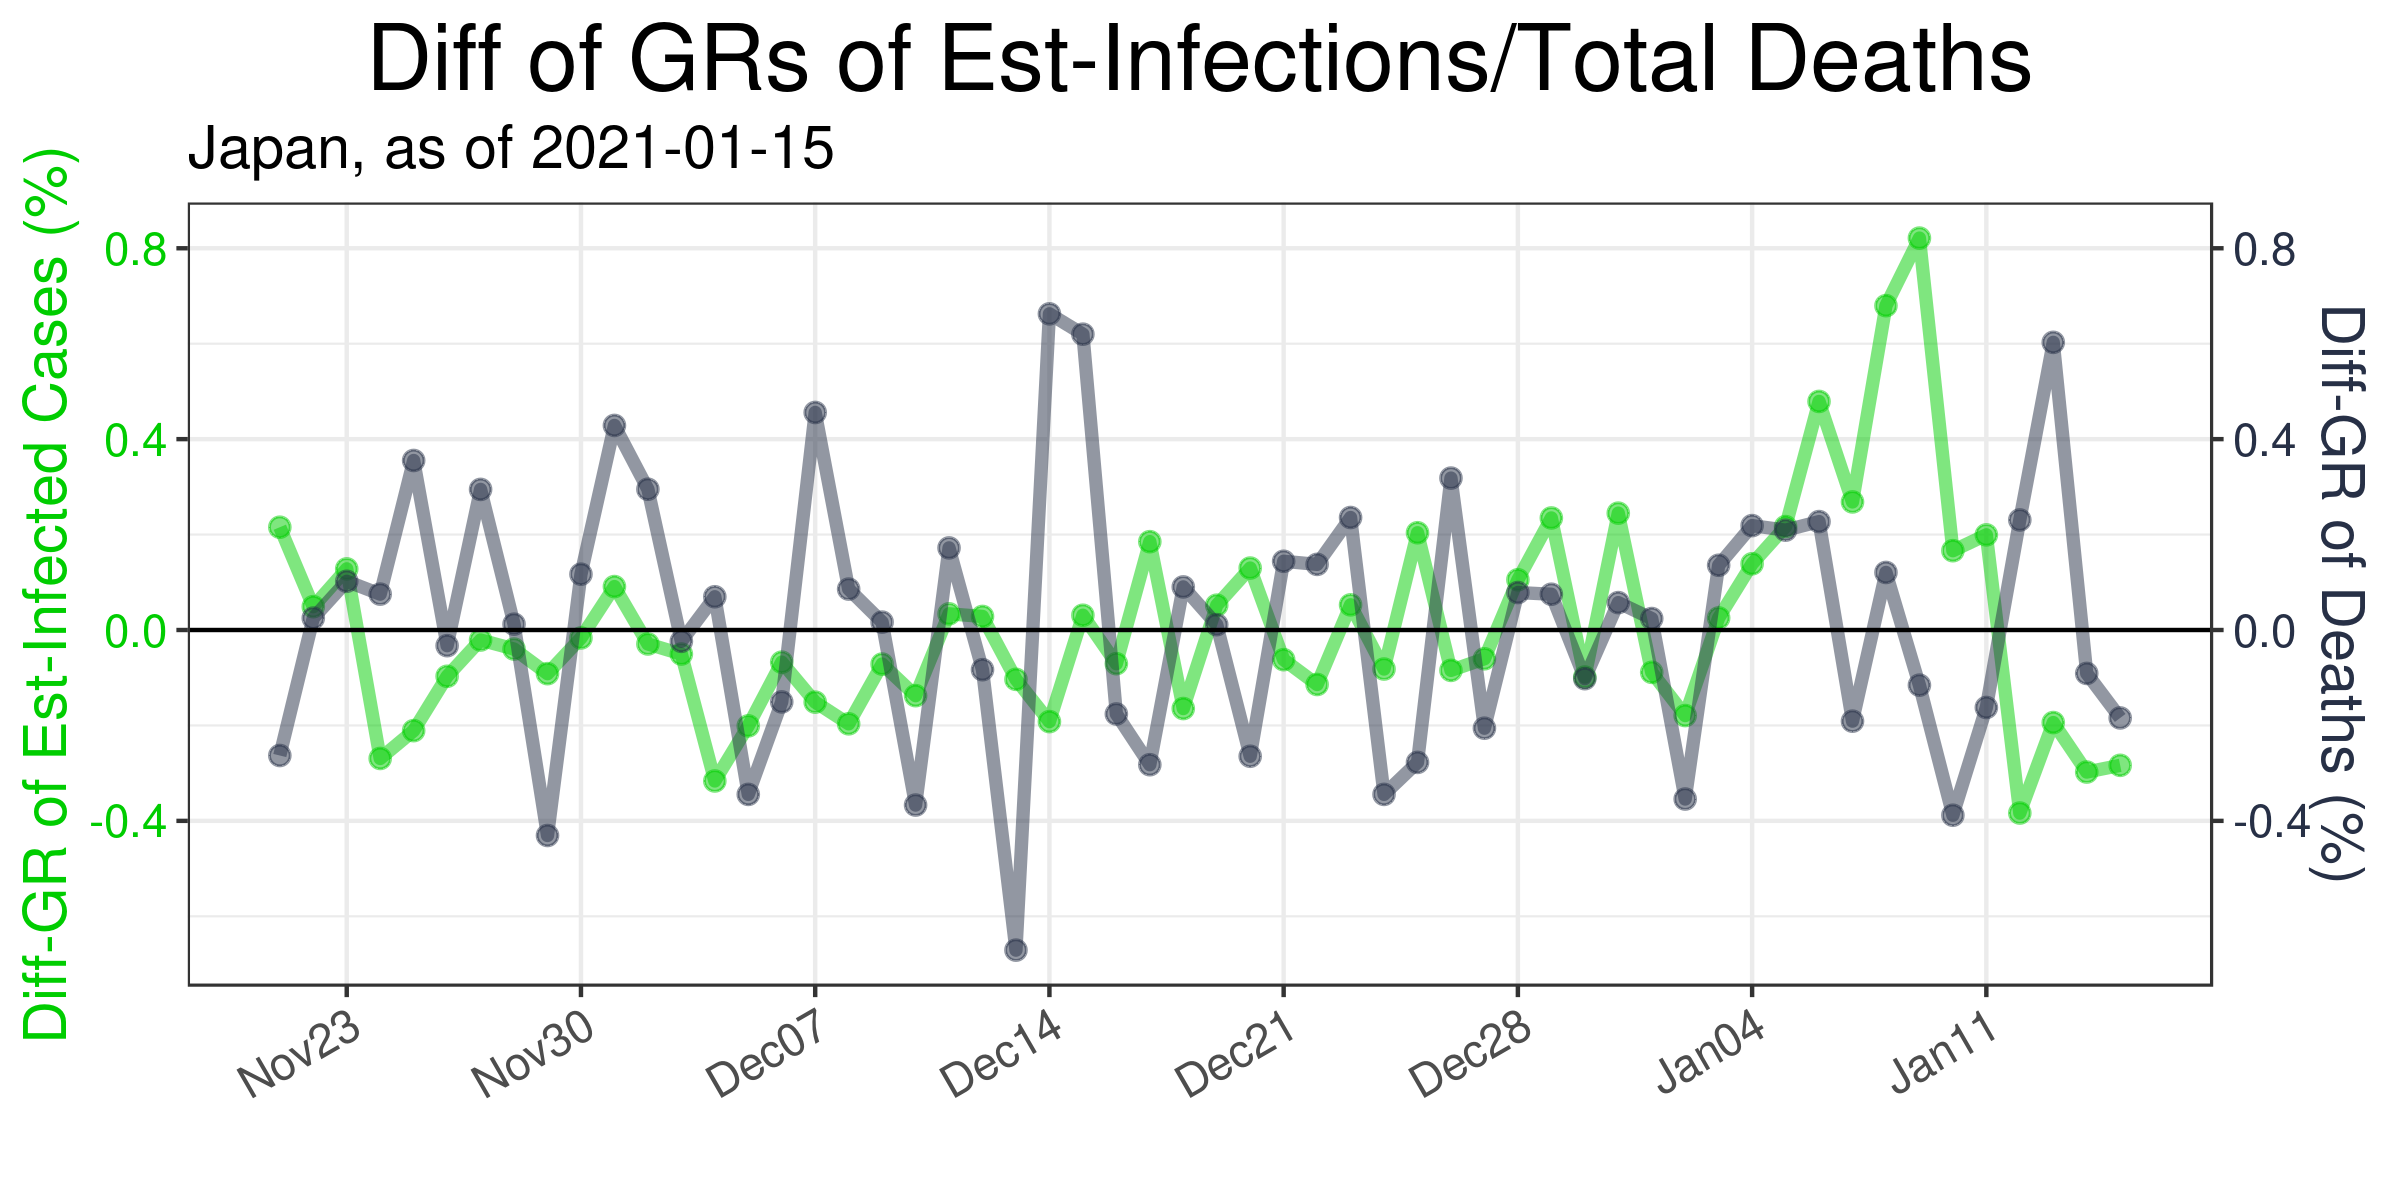 Diff of GRs of Est-Infections/Total Deaths
Japan, as of 2021-01-15
Diff-GR of Est-Infected Cases (%)
0.8
0.4
0.0
-0.4
0.8
0.4
0.0
-0.4
Diff-GR of Deaths (%)
Nov23
Nov30
Dec07
Dec14
Dec21
Dec28
Jan04
Jan11